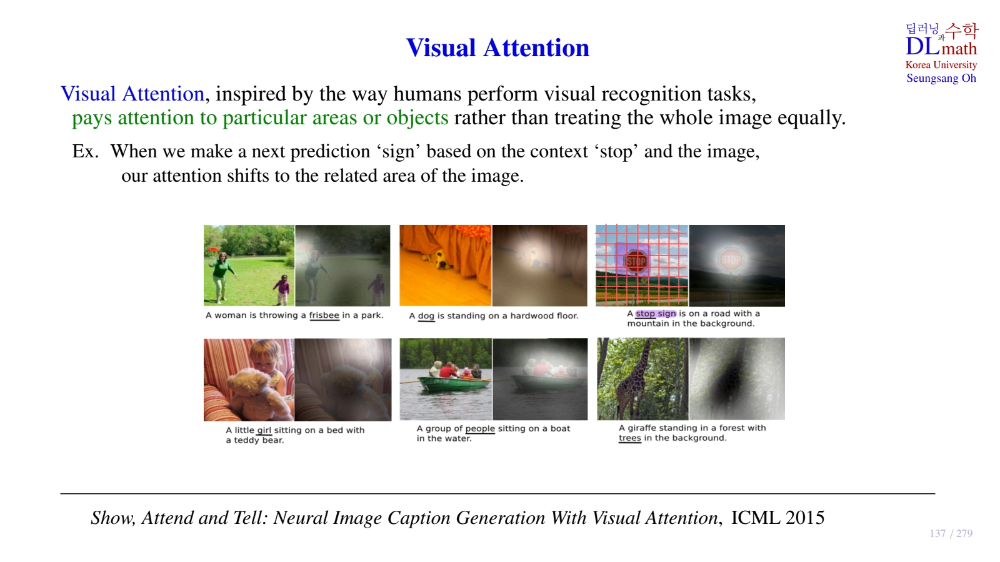 Visual Attention
딥러닝과 수학
DL math
Korea University
Seungsang Oh
Visual Attention, inspired by the way humans perform visual recognition tasks,
pays attention to particular areas or objects rather than treating the whole image equally.
Ex. When we make a next prediction ‘sign’ based on the context ‘stop’ and the image,
our attention shifts to the related area of the image.
STOP
STOP
A woman is throwing a frisbee in a park.
A dog is standing on a hardwood floor.
A stop sign is on a road with a
mountain in the background.
A little girl sitting on a bed with
a teddy bear.
A group of people sitting on a boat
in the water.
A giraffe standing in a forest with
trees in the background.
Show, Attend and Tell: Neural Image Caption Generation With Visual Attention, ICML 2015
137 / 279